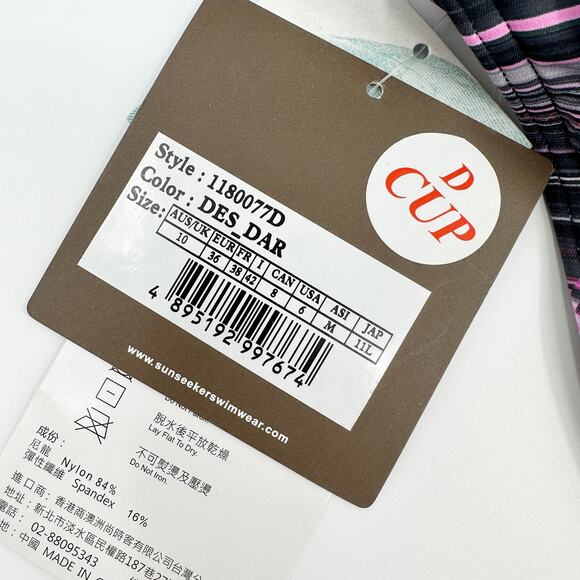 D
CUP
Style : 1180077D
Color : DES_DAR
Size:
AUS/UK EUR FR I CAN USA ASI JAP
10 36 38 42 8 6 M 11L
4 895192 997674
www.sunseekerswimwear.com
脫水後平放乾燥
Lay Flat To Dry.
不可熨燙及壓燙
Do Not Iron.
成份:
尼龍 Nylon 84%
彈性纖維 Spandex 16%
進口商: 香港商澳洲尚時客有限公司台灣分
地址: 新北市淡水區民權路187巷27
電話: 02-88095343
地: 中國 MADE IN